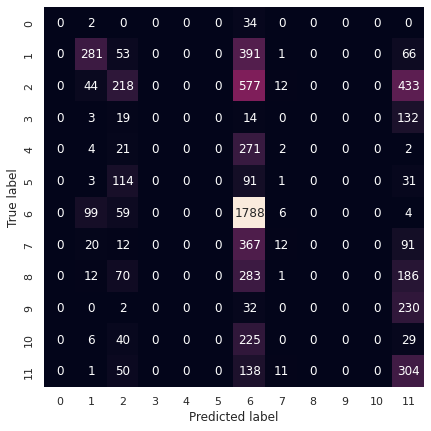 0 0 2 0 0 0 0 34 0 0 0 0 0
1 0 281 53 0 0 0 391 1 0 0 0 66
2 0 44 218 0 0 0 577 12 0 0 0 433
3 0 3 19 0 0 0 14 0 0 0 0 132
4 0 4 21 0 0 0 271 2 0 0 0 2
5 0 3 114 0 0 0 91 1 0 0 0 31
True label
6 0 99 59 0 0 0 1788 6 0 0 0 4
7 0 20 12 0 0 0 367 12 0 0 0 91
8 0 12 70 0 0 0 283 1 0 0 0 186
9 0 0 2 0 0 0 32 0 0 0 0 230
10 0 6 40 0 0 0 225 0 0 0 0 29
11 0 1 50 0 0 0 138 11 0 0 0 304
0 1 2 3 4 5 6 7 8 9 10 11
Predicted label